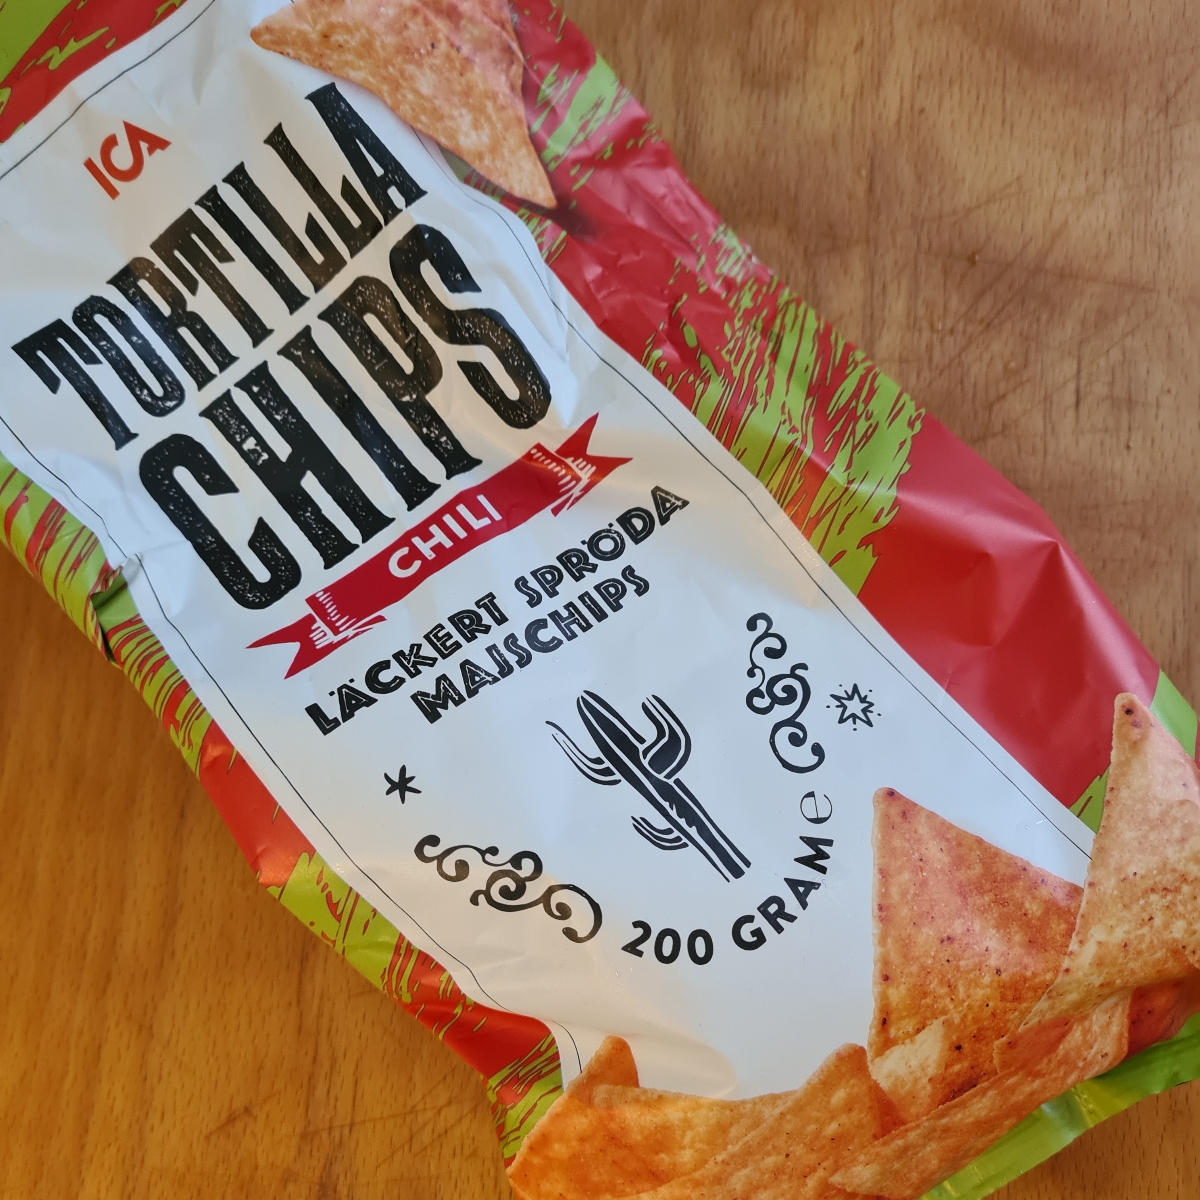 ICA
TORTILLA
CHIPS
CHILI
LÄCKERT SPRÖDA
MAJSCHIPS
200 GRAM ℮